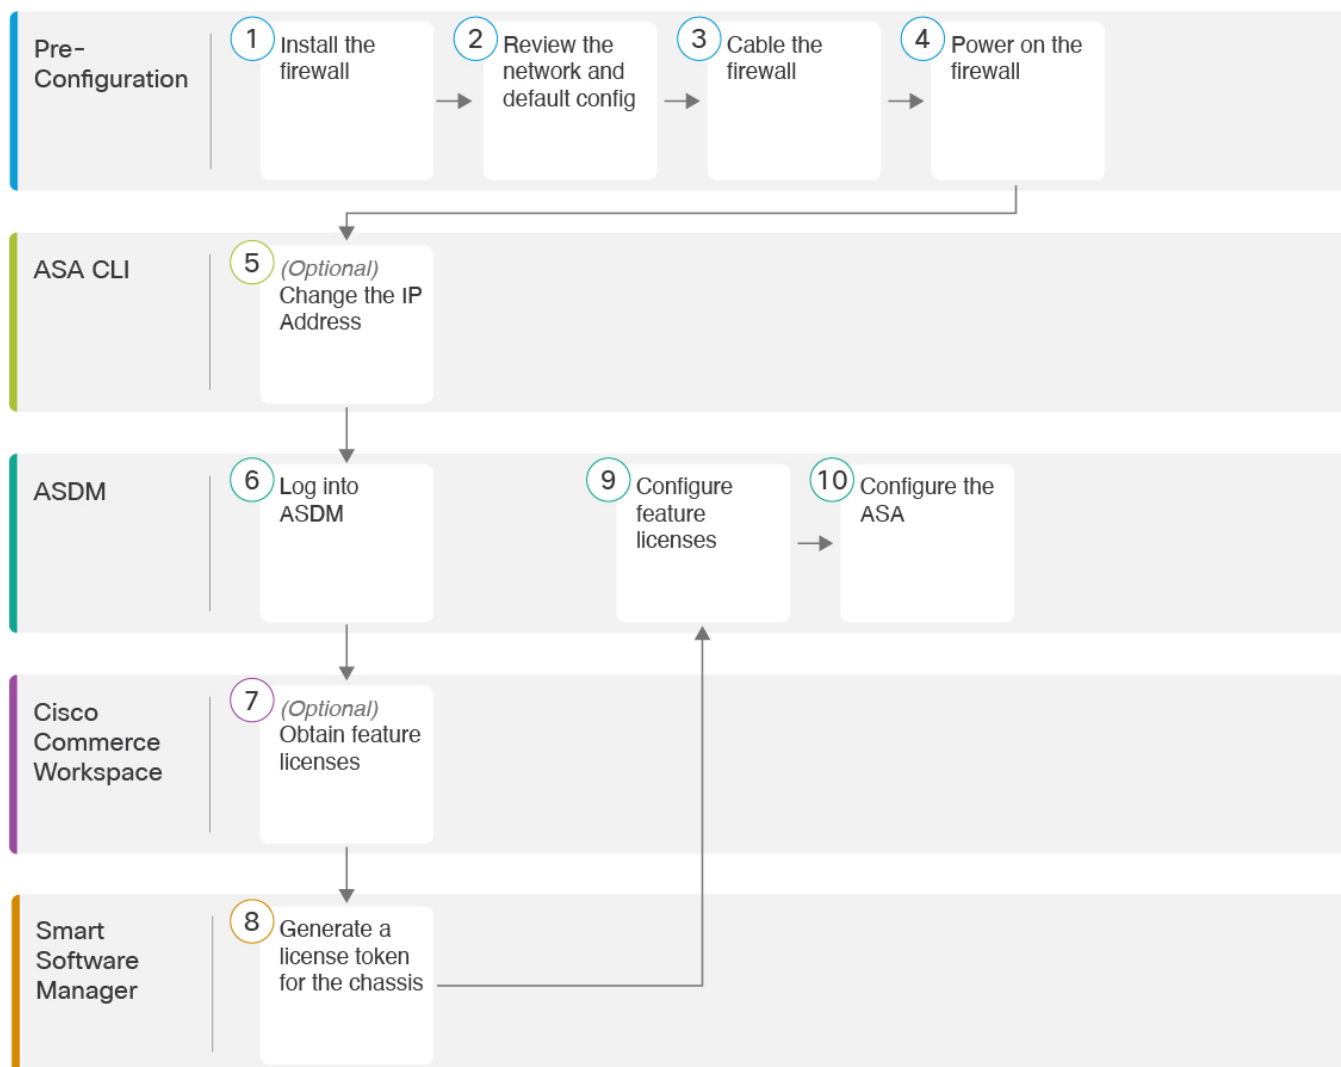 Pre-
Configuration
1
Install the
firewall
2
Review the
network and
default config
3
Cable the
firewall
4
Power on the
firewall
ASA CLI
5
(Optional)
Change the IP
Address
ASDM
6
Log into
ASDM
9
Configure
feature
licenses
10
Configure the
ASA
Cisco
Commerce
Workspace
7
(Optional)
Obtain feature
licenses
Smart
Software
Manager
8
Generate a
license token
for the chassis